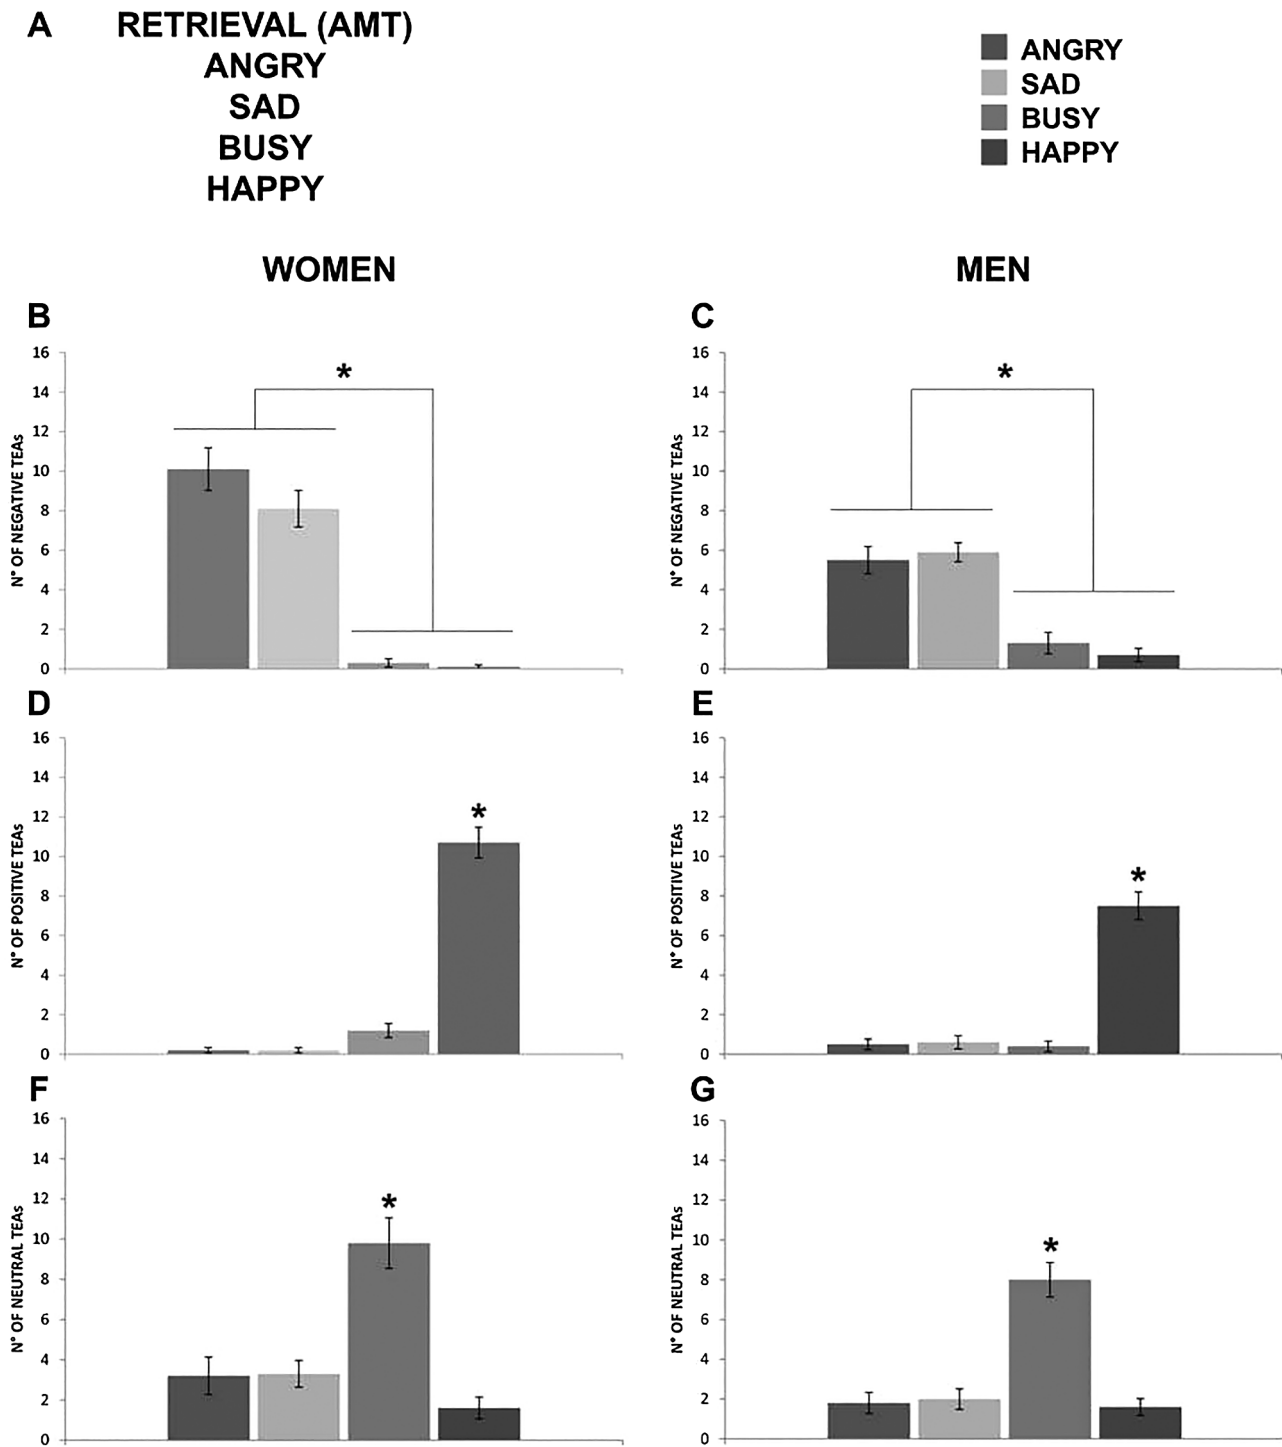 A
RETRIEVAL (AMT)
ANGRY
SAD
BUSY
HAPPY
ANGRY
SAD
BUSY
HAPPY
WOMEN
MEN
B
N° OF NEGATIVE TEAs
16
14
12
10
8
6
4
2
0
*
C
N° OF NEGATIVE TEAs
16
14
12
10
8
6
4
2
0
*
D
N° OF POSITIVE TEAs
16
14
12
10
8
6
4
2
0
*
E
N° OF POSITIVE TEAs
16
14
12
10
8
6
4
2
0
*
F
N° OF NEUTRAL TEAs
16
14
12
10
8
6
4
2
0
*
G
N° OF NEUTRAL TEAs
16
14
12
10
8
6
4
2
0
*